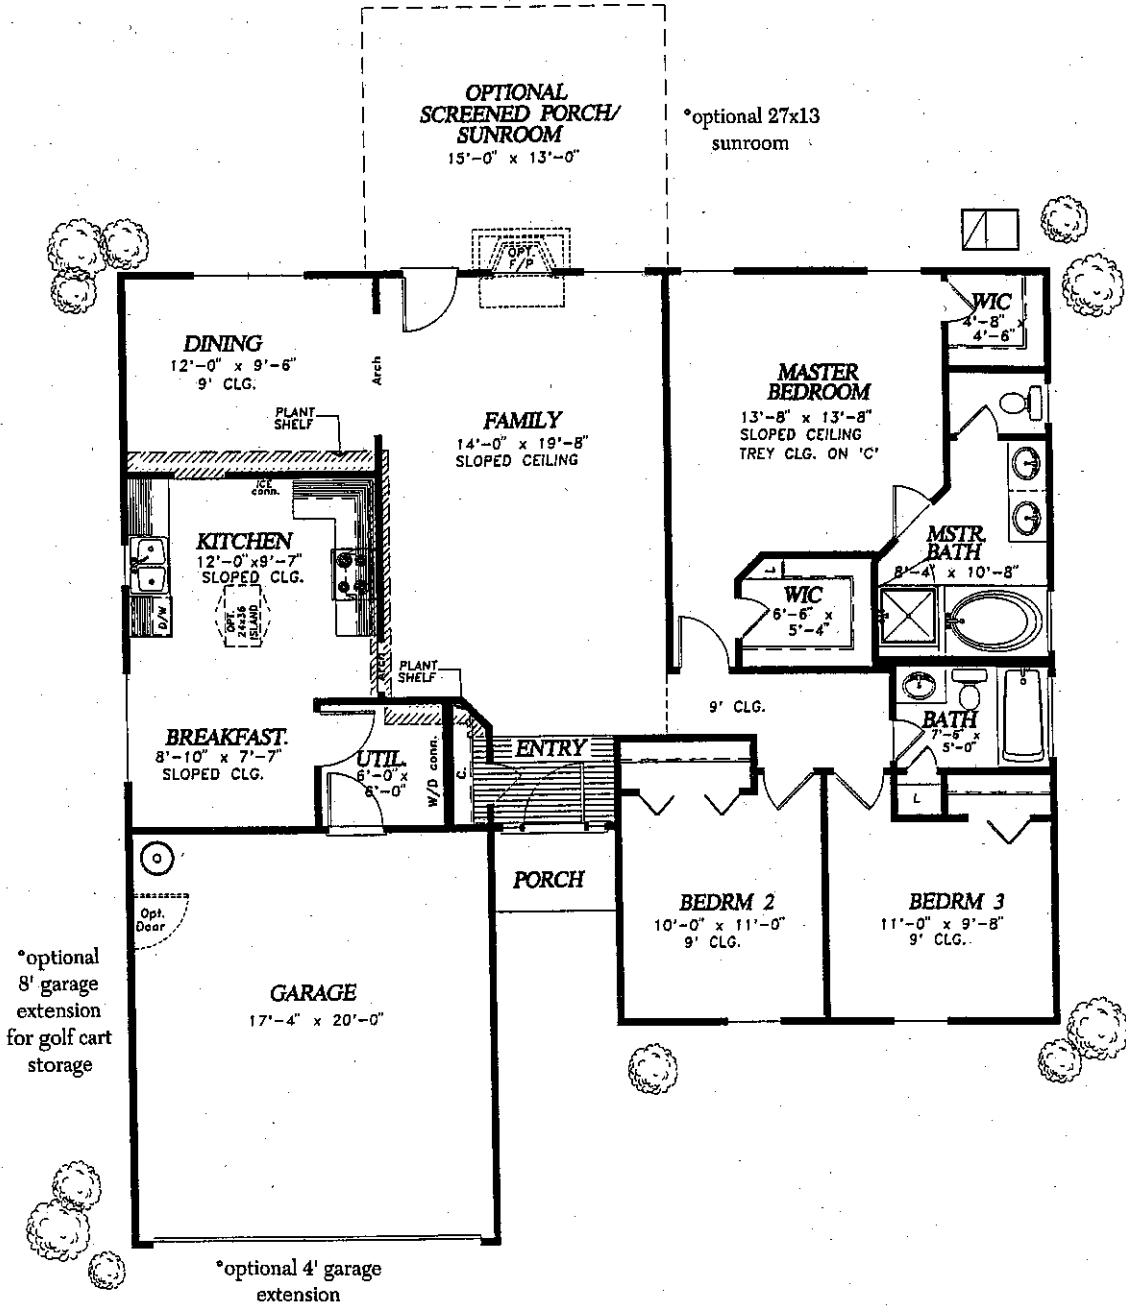 OPTIONAL
SCREENED PORCH/
SUNROOM
15'-0" x 13'-0"
*optional 27x13
sunroom
OPT.
F/P
WIC
4'-8" x
4'-6"
DINING
12'-0" x 9'-6"
9' CLG.
Arch
PLANT
SHELF
FAMILY
14'-0" x 19'-8"
SLOPED CEILING
MASTER
BEDROOM
13'-8" x 13'-8"
SLOPED CEILING
TREY CLG. ON 'C'
ICE
conn.
KITCHEN
12'-0"x9'-7"
SLOPED CLG.
D/W
OPT.
24x36
ISLAND
MSTR.
BATH
8'-4" x 10'-8"
WIC
6'-6" x
5'-4"
PLANT
SHELF
9' CLG.
BATH
7'-6" x
5'-0"
BREAKFAST.
8'-10" x 7'-7"
SLOPED CLG.
UTIL.
6'-0" x
6'-0"
W/D conn.
C.
ENTRY
L
PORCH
BEDRM 2
10'-0" x 11'-0"
9' CLG.
BEDRM 3
11'-0" x 9'-8"
9' CLG.
Opt.
Door
*optional
8' garage
extension
for golf cart
storage
GARAGE
17'-4" x 20'-0"
*optional 4' garage
extension